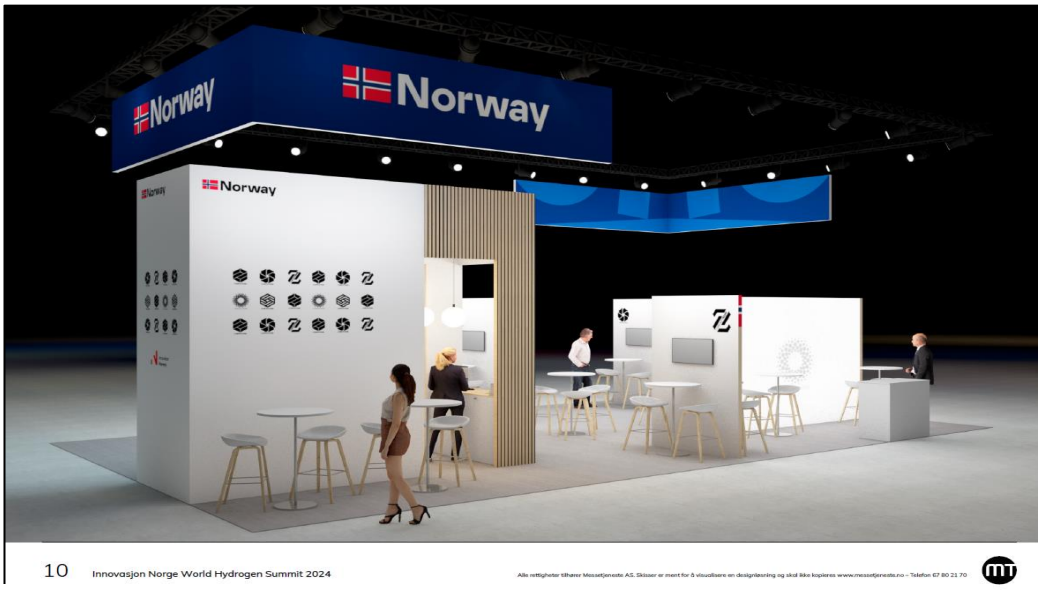 Norway
Norway
Norway
Norway
10 Innovasjon Norge World Hydrogen Summit 2024
Alle rettigheter tilhører Messetjeneste AS. Skisser er ment for å visualisere en designløsning og skal ikke kopieres www.messetjeneste.no – Telefon 67 80 21 70
MT